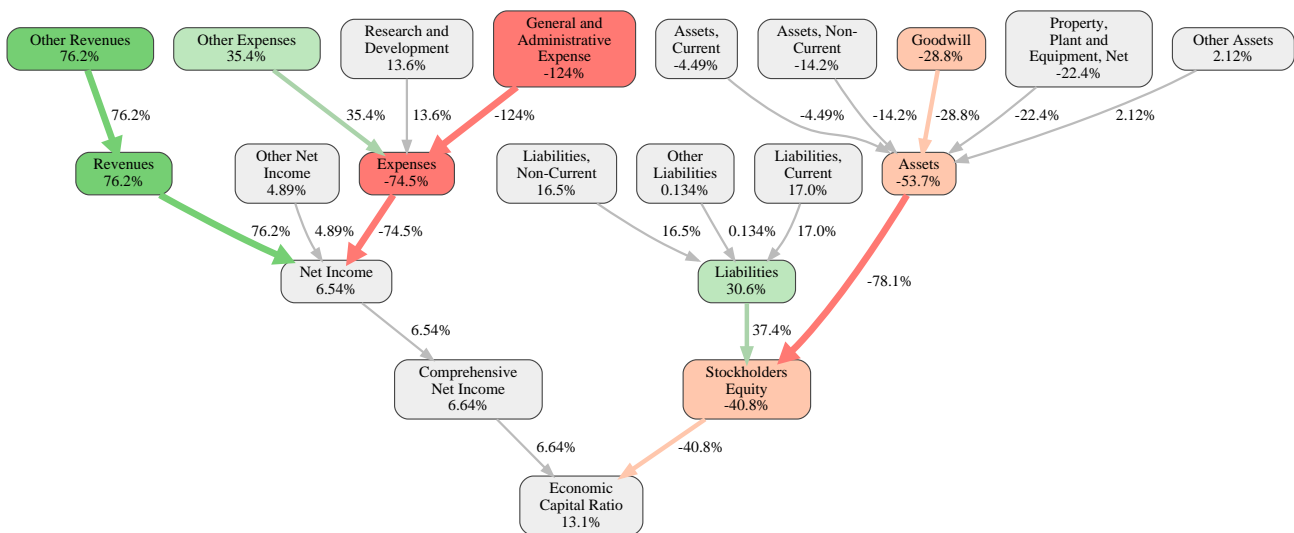 Other Revenues
76.2%
Other Expenses
35.4%
Research and
Development
13.6%
General and
Administrative
Expense
-124%
Assets,
Current
-4.49%
Assets, Non-
Current
-14.2%
Goodwill
-28.8%
Property,
Plant and
Equipment, Net
-22.4%
Other Assets
2.12%
76.2%
35.4%
13.6%
-124%
-4.49%
-14.2%
-28.8%
-22.4%
2.12%
Revenues
76.2%
Other Net
Income
4.89%
Expenses
-74.5%
Liabilities,
Non-Current
16.5%
Other
Liabilities
0.134%
Liabilities,
Current
17.0%
Assets
-53.7%
76.2%
4.89%
-74.5%
16.5%
0.134%
17.0%
Net Income
6.54%
Liabilities
30.6%
-78.1%
6.54%
37.4%
Comprehensive
Net Income
6.64%
Stockholders
Equity
-40.8%
6.64%
-40.8%
Economic
Capital Ratio
13.1%